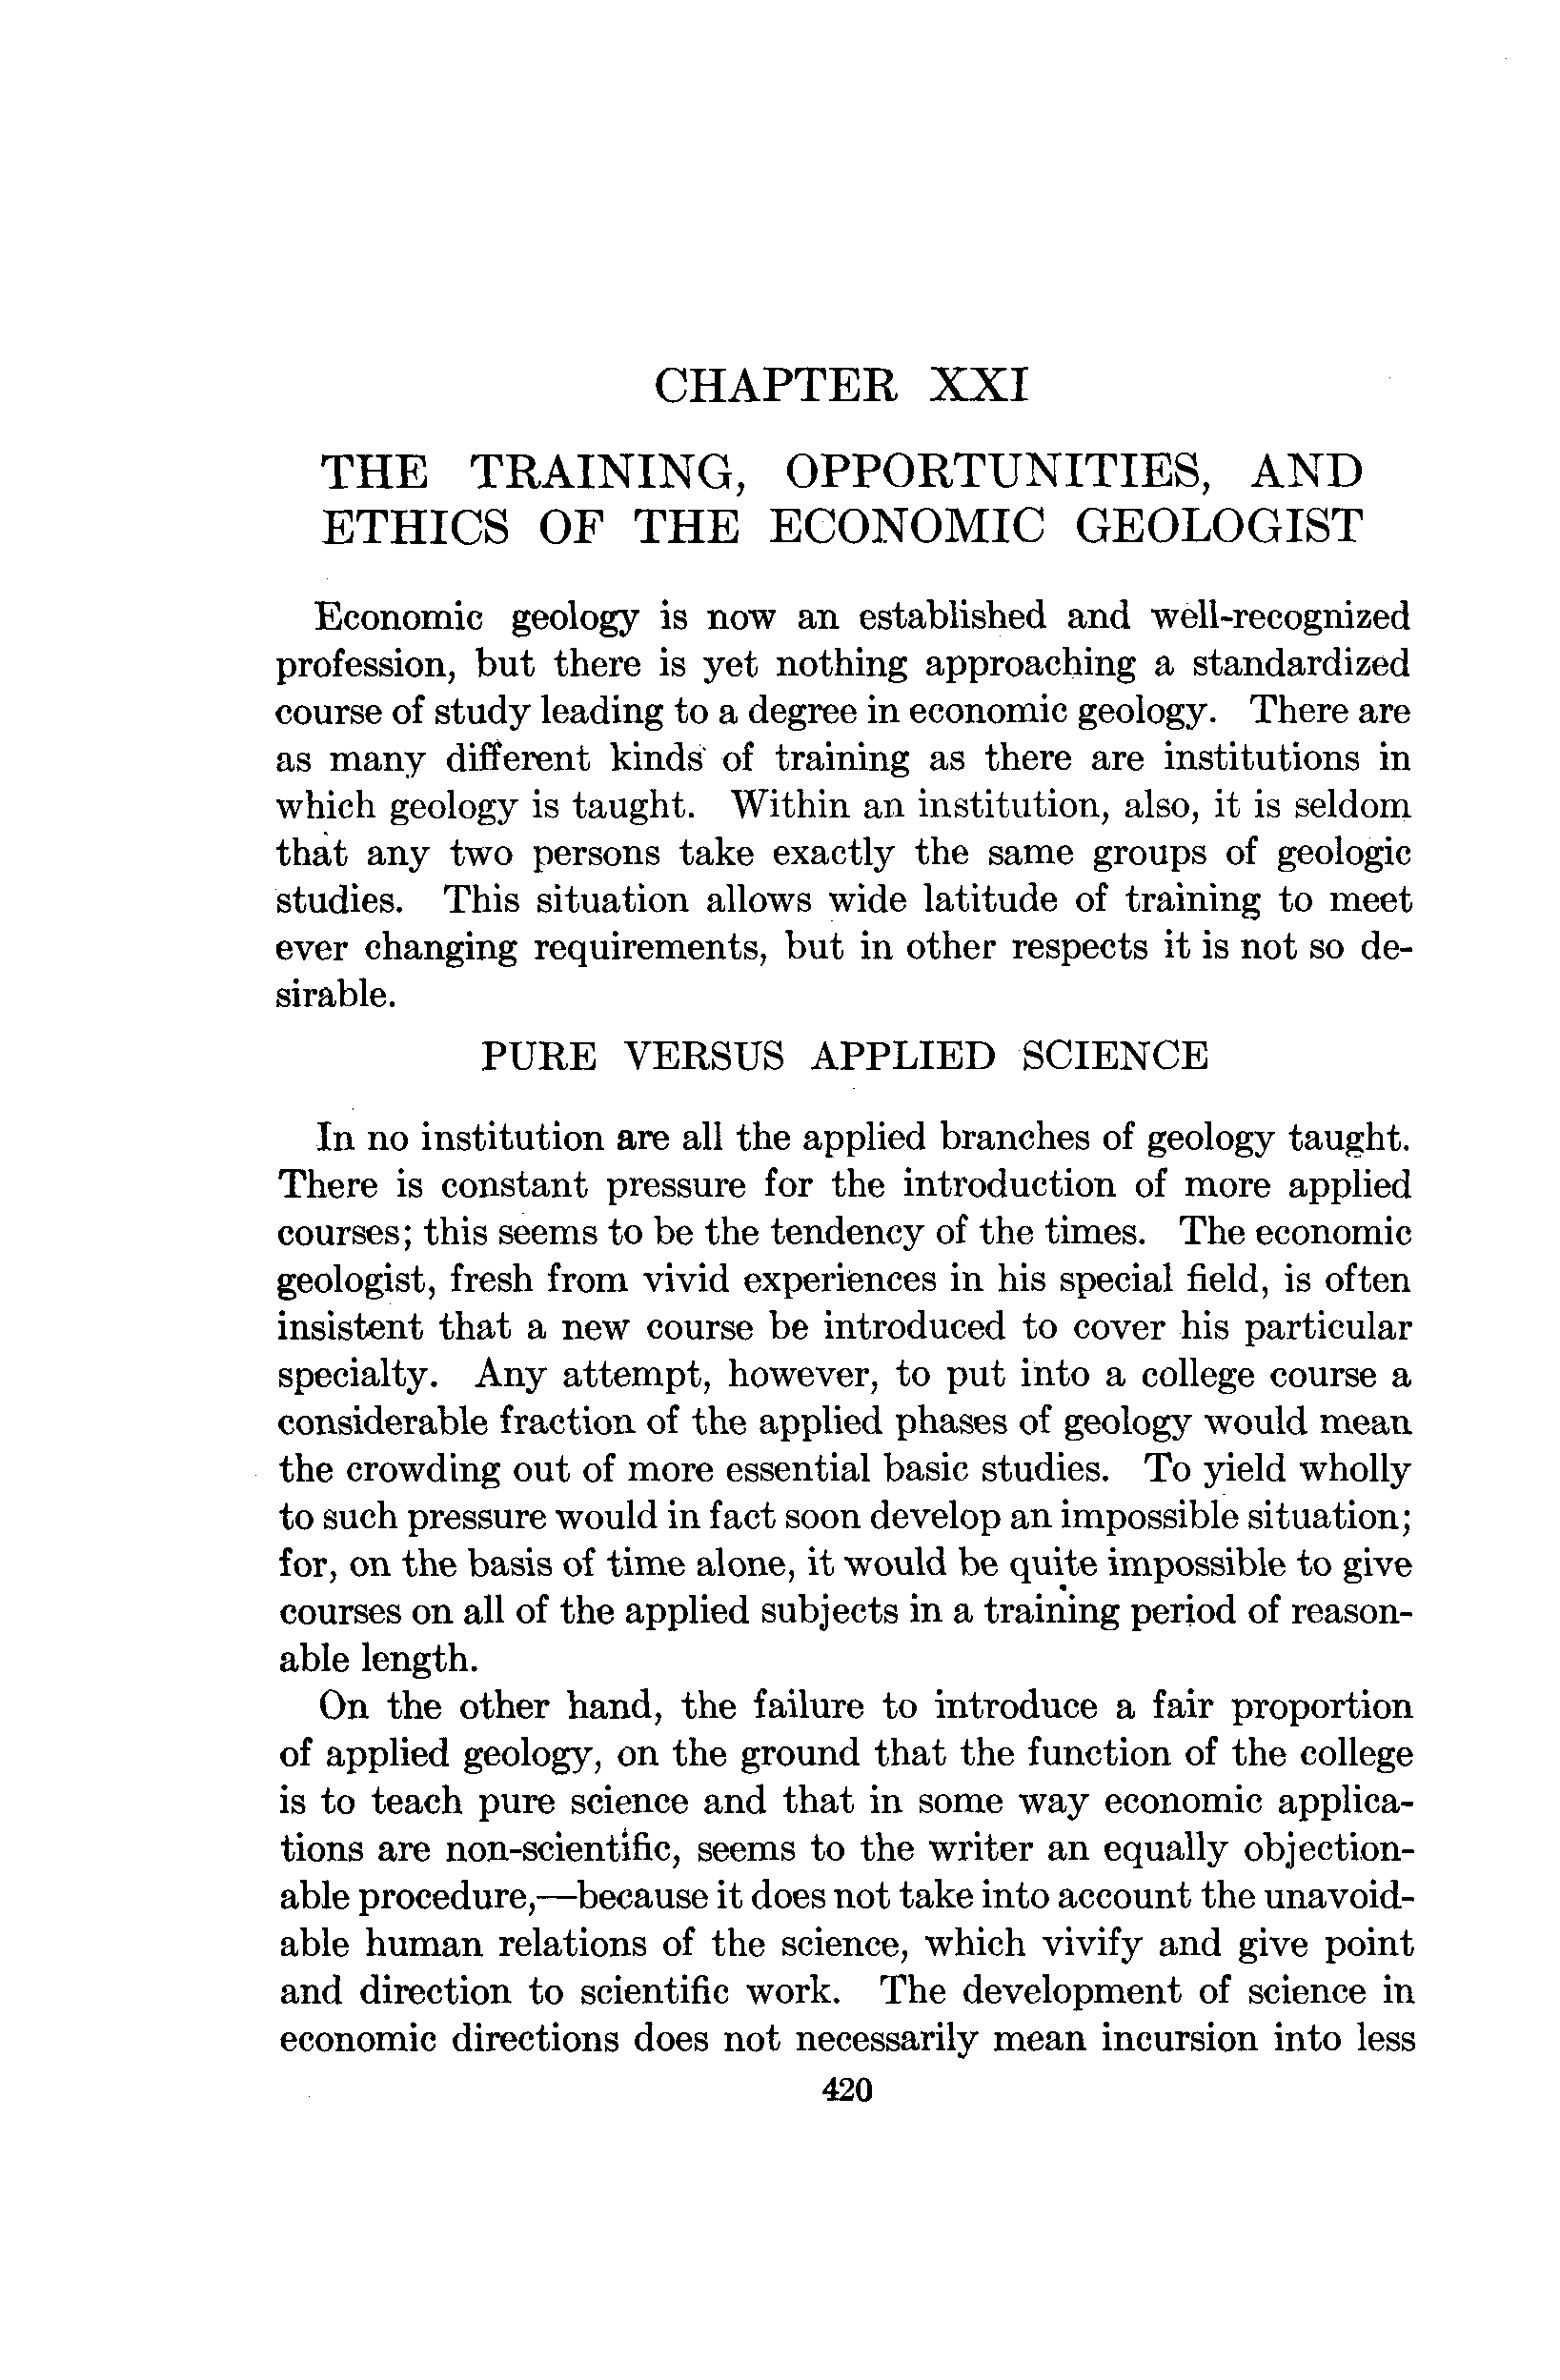 CHAPTER XXI
THE TRAINING, OPPORTUNITIES, AND
ETHICS OF THE ECONOMIC GEOLOGIST
Economic geology is now an established and well-recognized
profession, but there is yet nothing approaching a standardized
course of study leading to a degree in economic geology. There are
as many different kinds of training as there are institutions in
which geology is taught. Within an institution, also, it is seldom
that any two persons take exactly the same groups of geologic
studies. This situation allows wide latitude of training to meet
ever changing requirements, but in other respects it is not so de-
sirable.
PURE VERSUS APPLIED SCIENCE
In no institution are all the applied branches of geology taught.
There is constant pressure for the introduction of more applied
courses; this seems to be the tendency of the times. The economic
geologist, fresh from vivid experiences in his special field, is often
insistent that a new course be introduced to cover his particular
specialty. Any attempt, however, to put into a college course a
considerable fraction of the applied phases of geology would mean
the crowding out of more essential basic studies. To yield wholly
to such pressure would in fact soon develop an impossible situation;
for, on the basis of time alone, it would be quite impossible to give
courses on all of the applied subjects in a training period of reason-
able length.
On the other hand, the failure to introduce a fair proportion
of applied geology, on the ground that the function of the college
is to teach pure science and that in some way economic applica-
tions are non-scientific, seems to the writer an equally objection-
able procedure,—because it does not take into account the unavoid-
able human relations of the science, which vivify and give point
and direction to scientific work. The development of science in
economic directions does not necessarily mean incursion into less
420